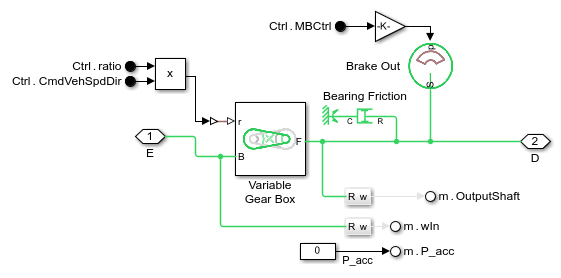 Ctrl.MBCtrl
-K-
P
Brake Out
S
Ctrl.ratio
Ctrl.CmdVehSpdDir
x
Bearing Friction
C R
r
1
E
B
F
2
D
Variable
Gear Box
R w
m.OutputShaft
R w
m.wIn
0
m.P_acc
P_acc